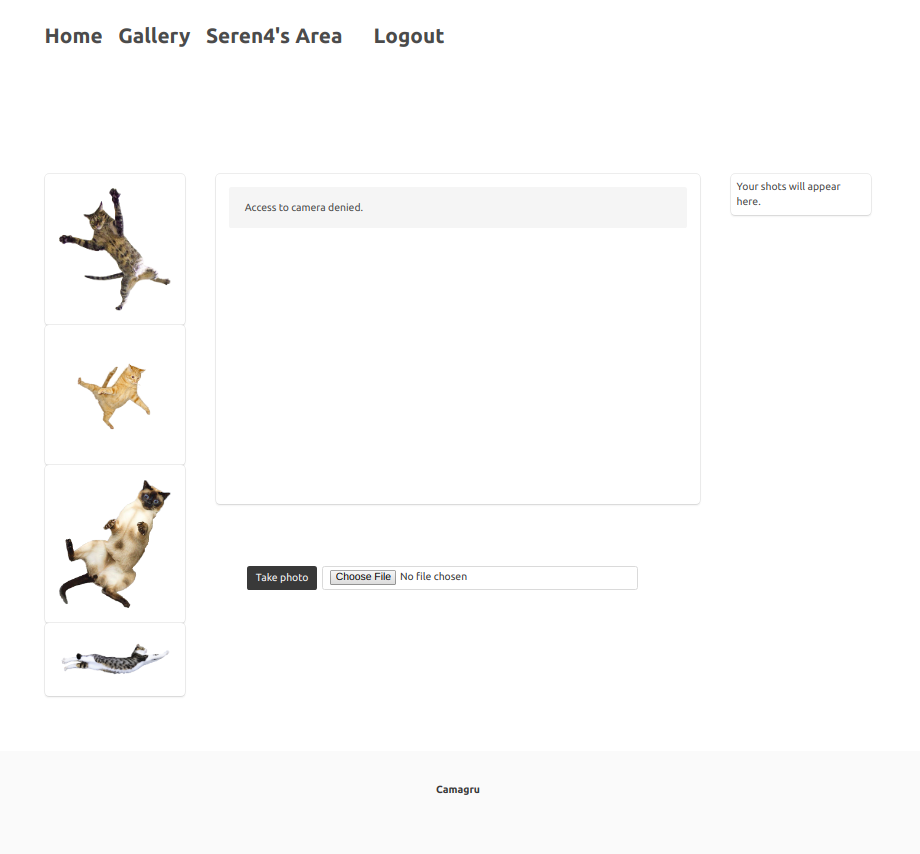 Home Gallery Seren4's Area Logout
Access to camera denied.
Your shots will appear
here.
Take photo Choose File No file chosen
Camagru